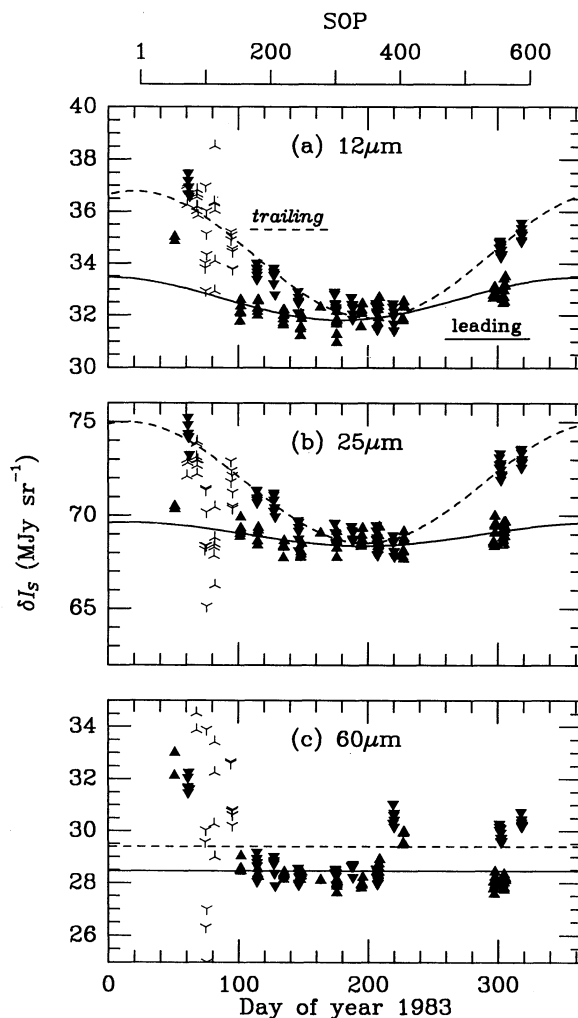 SOP
1 200 400 600
40
38
36
34
32
30
(a) 12μm
trailing
leading
75
70
65
(b) 25μm
δI_S (MJy sr⁻¹)
34
32
30
28
26
(c) 60μm
0 100 200 300
Day of year 1983